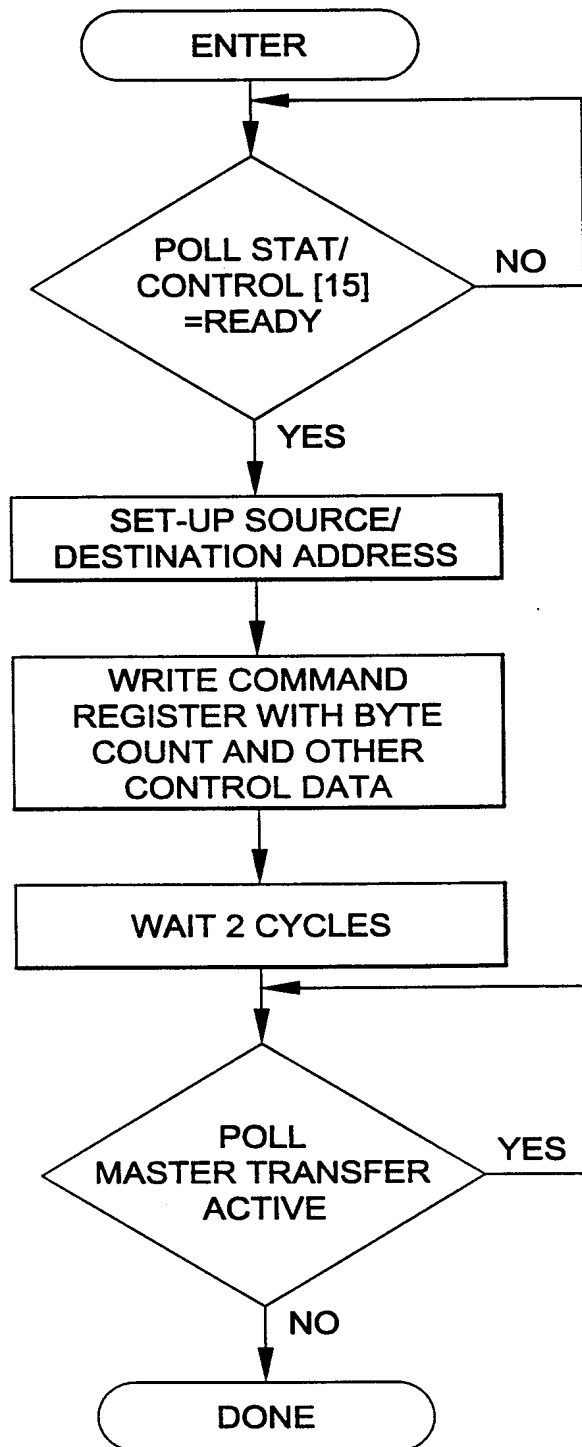 ENTER
POLL STAT/
CONTROL [15]
=READY
NO
YES
SET-UP SOURCE/
DESTINATION ADDRESS
WRITE COMMAND
REGISTER WITH BYTE
COUNT AND OTHER
CONTROL DATA
WAIT 2 CYCLES
POLL
MASTER TRANSFER
ACTIVE
YES
NO
DONE